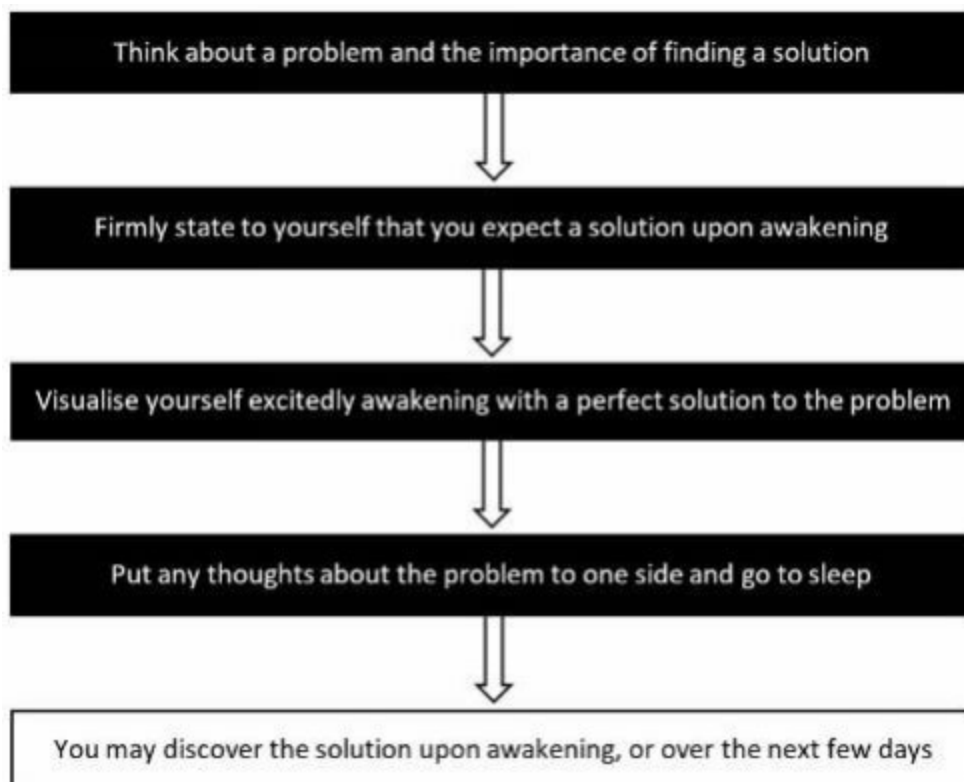 Think about a problem and the importance of finding a solution
Firmly state to yourself that you expect a solution upon awakening
Visualise yourself excitedly awakening with a perfect solution to the problem
Put any thoughts about the problem to one side and go to sleep
You may discover the solution upon awakening, or over the next few days